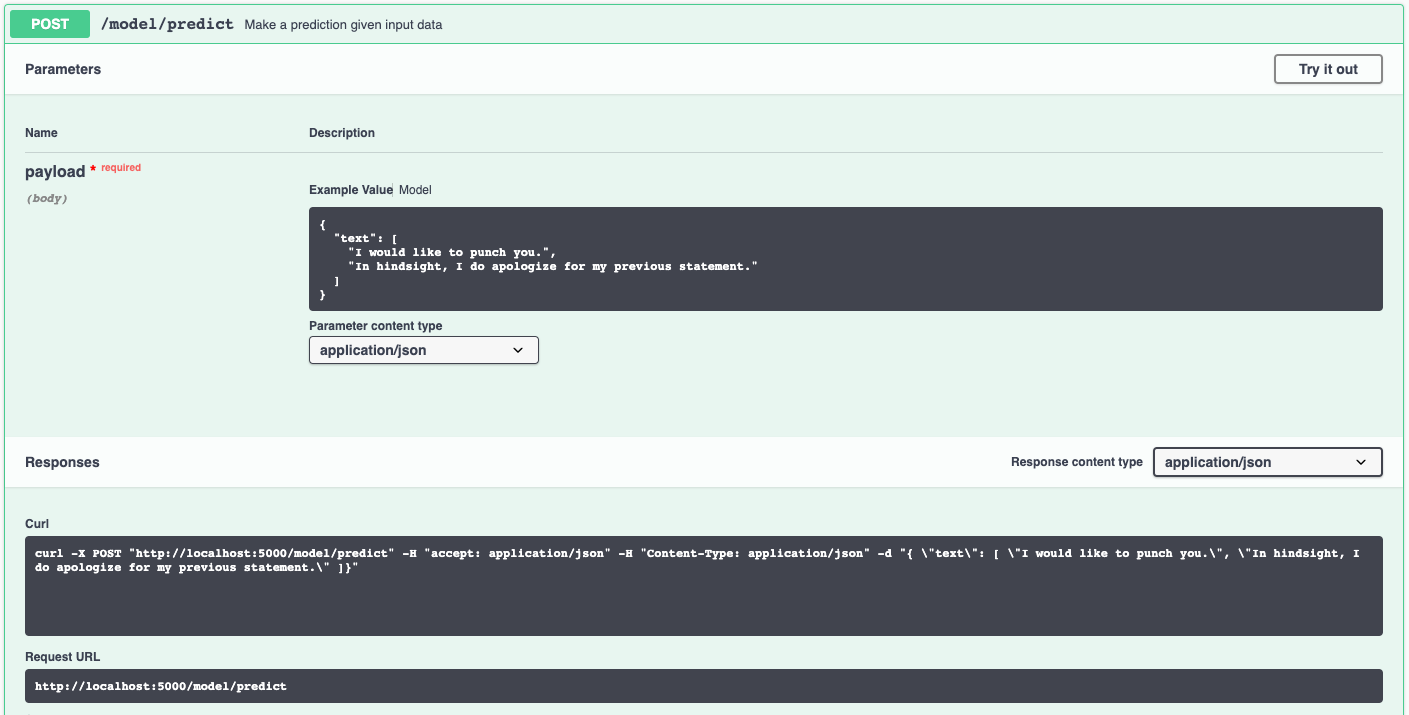 POST /model/predict Make a prediction given input data
Parameters
Try it out
Name Description
payload * required
(body)
Example Value Model
{
"text": [
"I would like to punch you.",
"In hindsight, I do apologize for my previous statement."
]
}
Parameter content type
application/json
Responses
Response content type application/json
Curl
curl -X POST "http://localhost:5000/model/predict" -H "accept: application/json" -H "Content-Type: application/json" -d "{ \"text\": [ \"I would like to punch you.\", \"In hindsight, I
do apologize for my previous statement.\" ]}"
Request URL
http://localhost:5000/model/predict